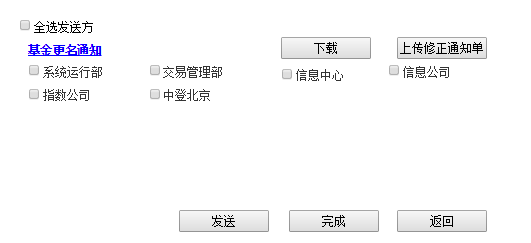 全选发送方
基金更名通知 下载 上传修正通知单
系统运行部 交易管理部 信息中心 信息公司
指数公司 中登北京
发送 完成 返回